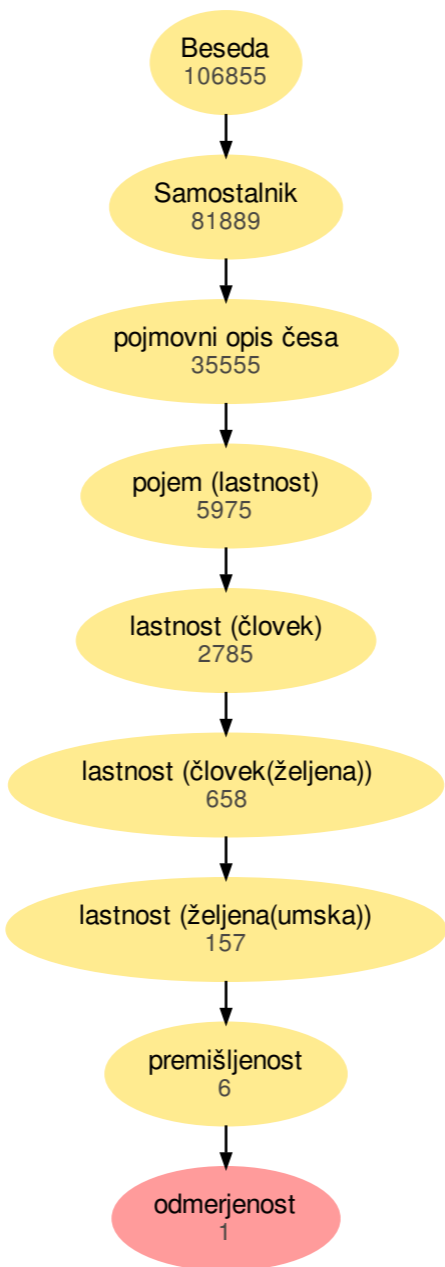 Beseda
106855
Samostalnik
81889
pojmovni opis česa
35555
pojem (lastnost)
5975
lastnost (človek)
2785
lastnost (človek(željena))
658
lastnost (željena(umska))
157
premišljenost
6
odmerjenost
1